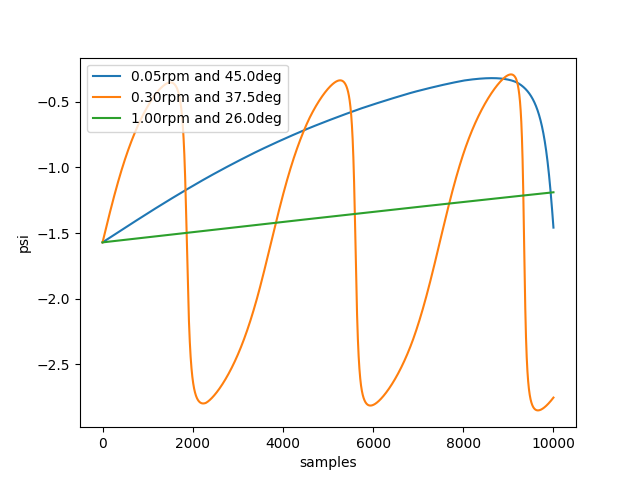 0.05rpm and 45.0deg
0.30rpm and 37.5deg
1.00rpm and 26.0deg
−0.5
−1.0
−1.5
−2.0
−2.5
psi
0 2000 4000 6000 8000 10000
samples